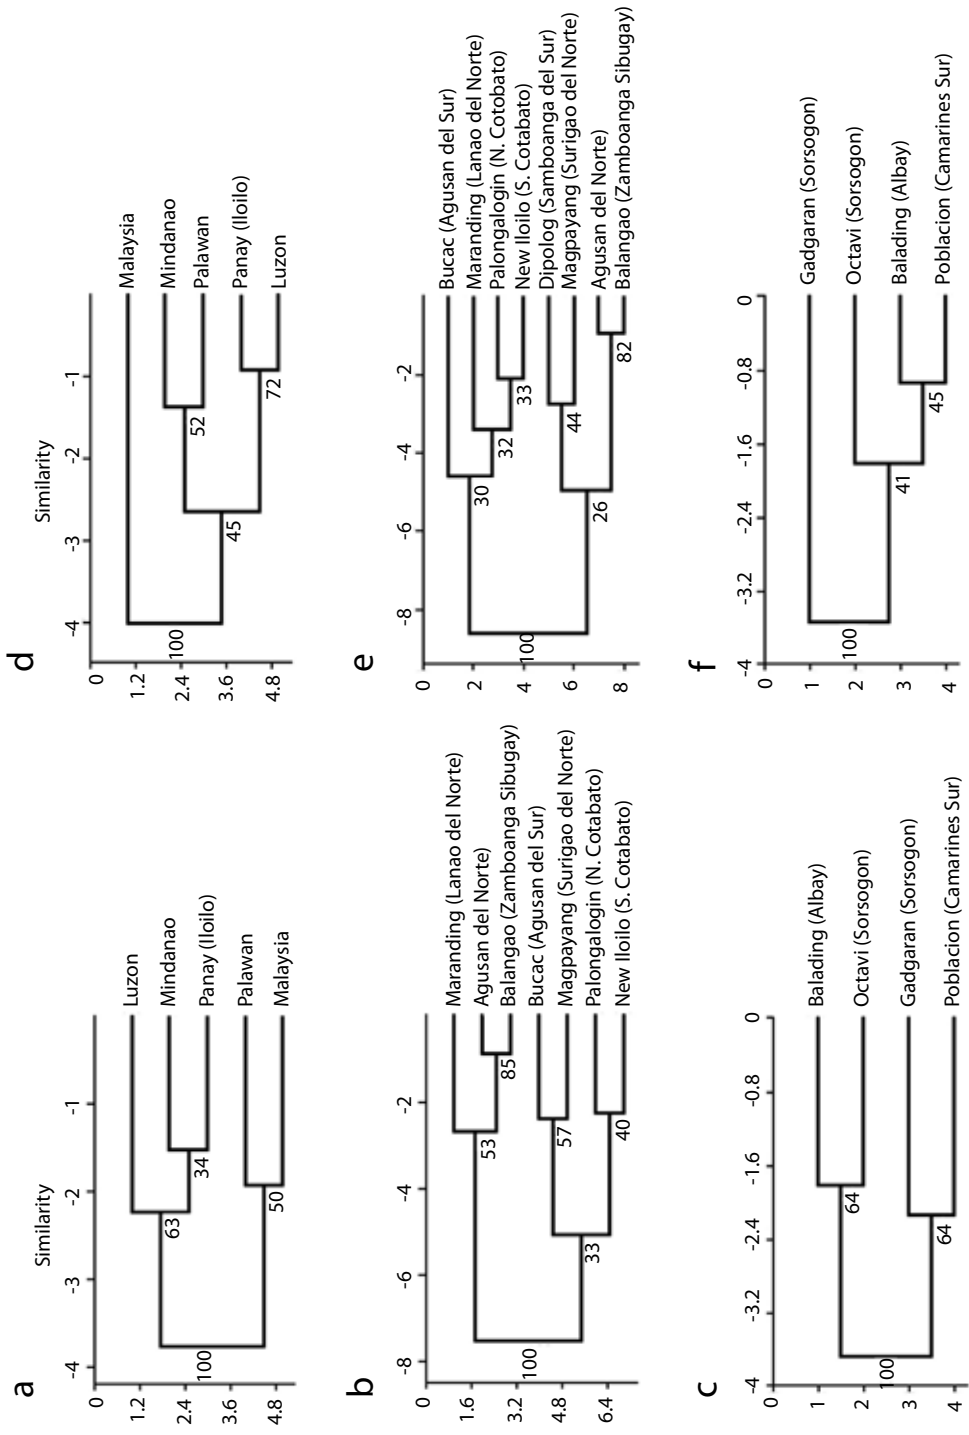 a
Similarity
-4
-3
-2
-1
0
1.2
2.4
3.6
4.8
Luzon
Mindanao
Panay (Iloilo)
Palawan
Malaysia
100
63
34
50
d
Similarity
-4
-3
-2
-1
0
1.2
2.4
3.6
4.8
Malaysia
Mindanao
Palawan
Panay (Iloilo)
Luzon
100
52
45
72
b
-8
-6
-4
-2
0
1.6
3.2
4.8
6.4
Maranding (Lanao del Norte)
Agusan del Norte)
Balangao (Zamboanga Sibugay)
Bucac (Agusan del Sur)
Magpayang (Surigao del Norte)
Palongalogin (N. Cotabato)
New Iloilo (S. Cotabato)
100
53
85
57
33
40
e
-8
-6
-4
-2
0
2
4
6
8
Bucac (Agusan del Sur)
Maranding (Lanao del Norte)
Palongalogin (N. Cotobato)
New Iloilo (S. Cotabato)
Dipolog (Samboanga del Sur)
Magpayang (Surigao del Norte)
Agusan del Norte)
Balangao (Zamboanga Sibugay)
100
30
32
33
44
26
82
c
-4
-3.2
-2.4
-1.6
-0.8
0
0
1
2
3
4
Balading (Albay)
Octavi (Sorsogon)
Gadgaran (Sorsogon)
Poblacion (Camarines Sur)
100
64
64
f
-4
-3.2
-2.4
-1.6
-0.8
0
0
1
2
3
4
Gadgaran (Sorsogon)
Octavi (Sorsogon)
Balading (Albay)
Poblacion (Camarines Sur)
100
41
45